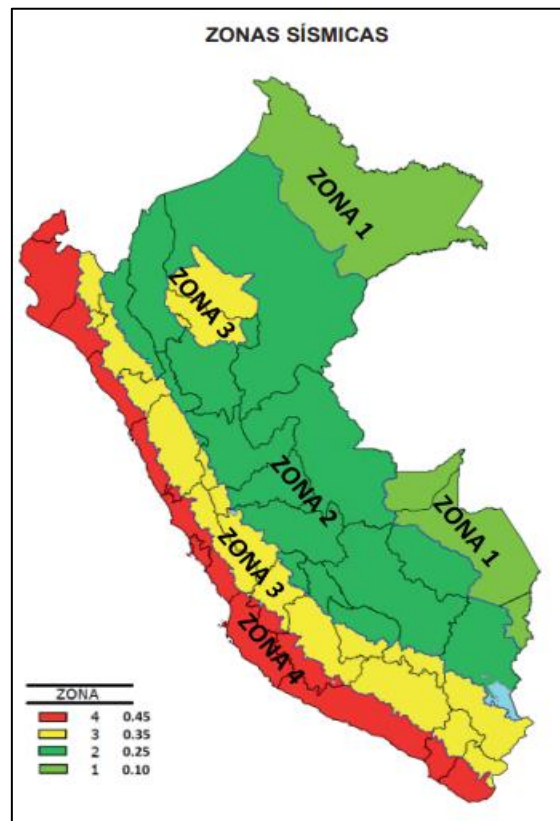 ZONAS SÍSMICAS
ZONA 1
ZONA 3
ZONA 2
ZONA 1
ZONA 3
ZONA 4
ZONA
4 0.45
3 0.35
2 0.25
1 0.10